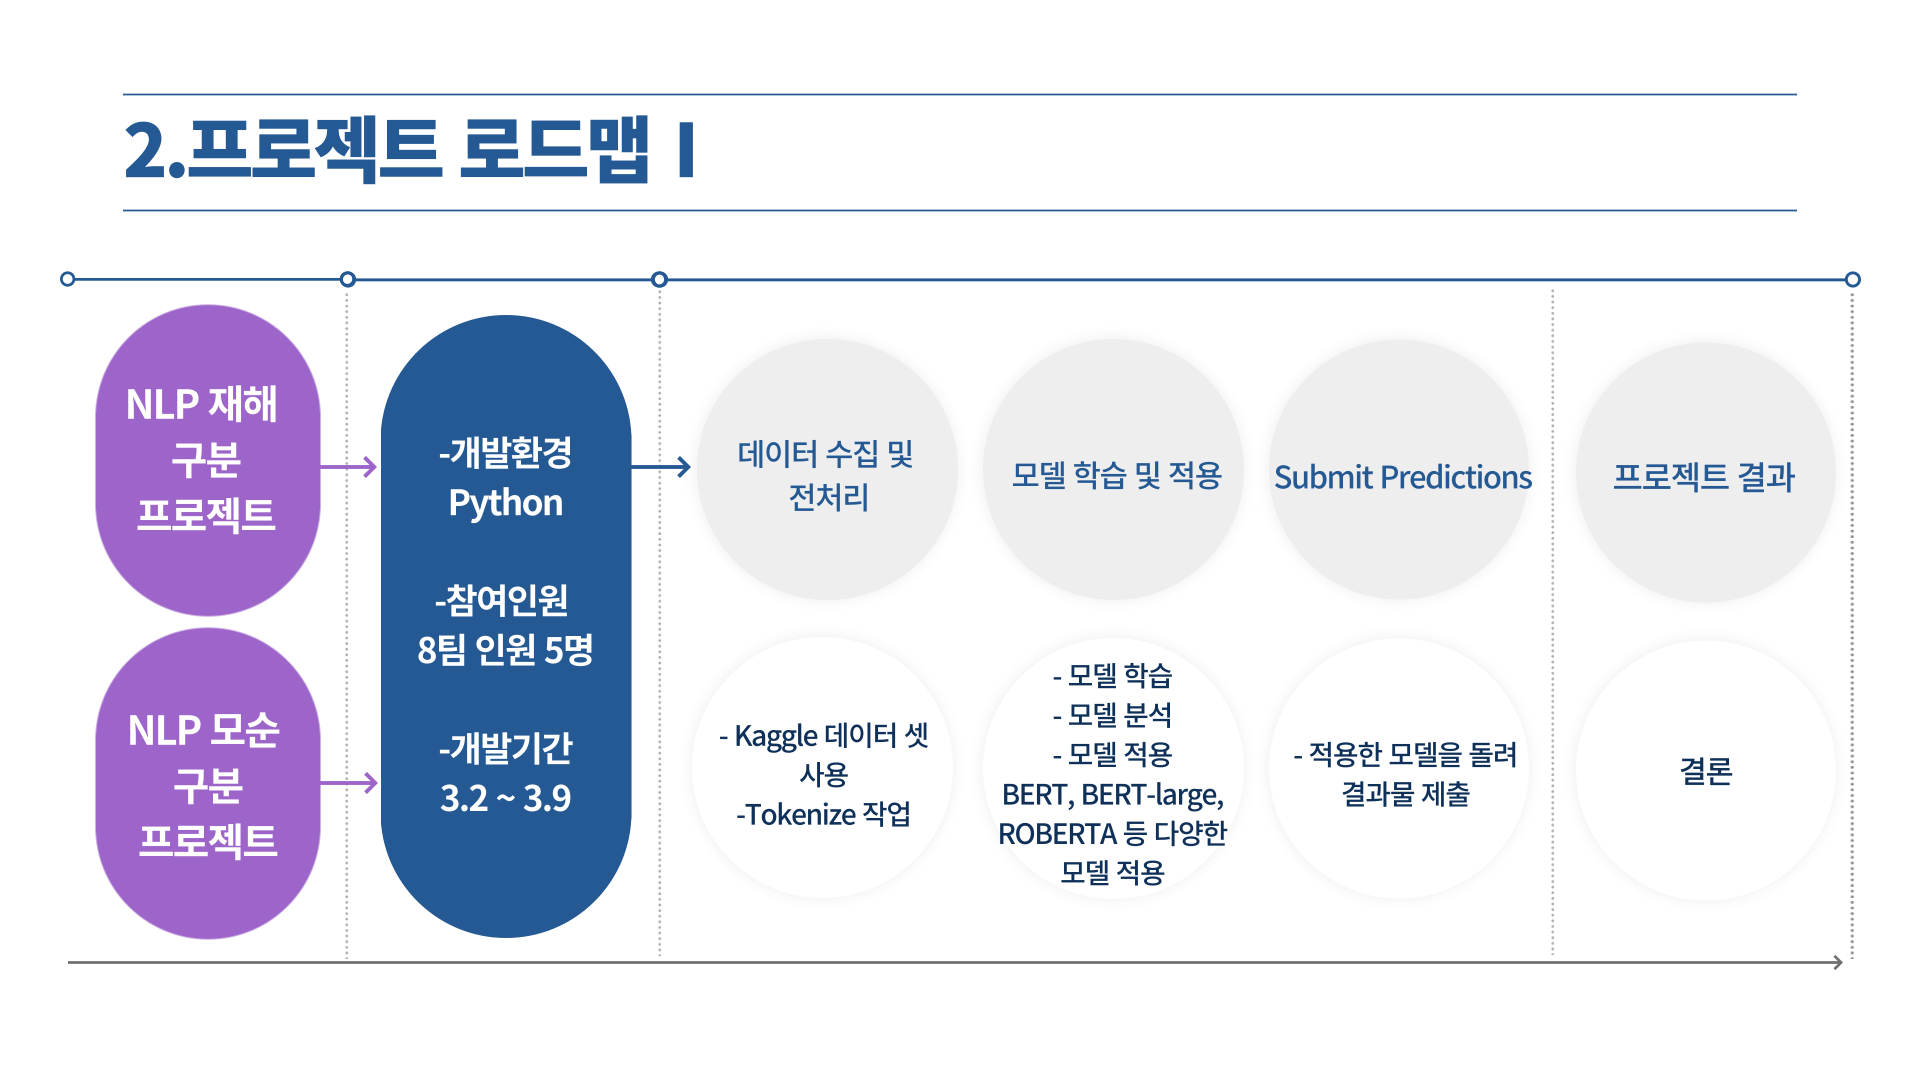 2.프로젝트 로드맵 Ⅰ
NLP 재해
구분
프로젝트
NLP 모순
구분
프로젝트
-개발환경
Python
-참여인원
8팀 인원 5명
-개발기간
3.2 ~ 3.9
데이터 수집 및
전처리
모델 학습 및 적용
Submit Predictions
프로젝트 결과
- Kaggle 데이터 셋
사용
-Tokenize 작업
- 모델 학습
- 모델 분석
- 모델 적용
BERT, BERT-large,
ROBERTA 등 다양한
모델 적용
- 적용한 모델을 돌려
결과물 제출
결론